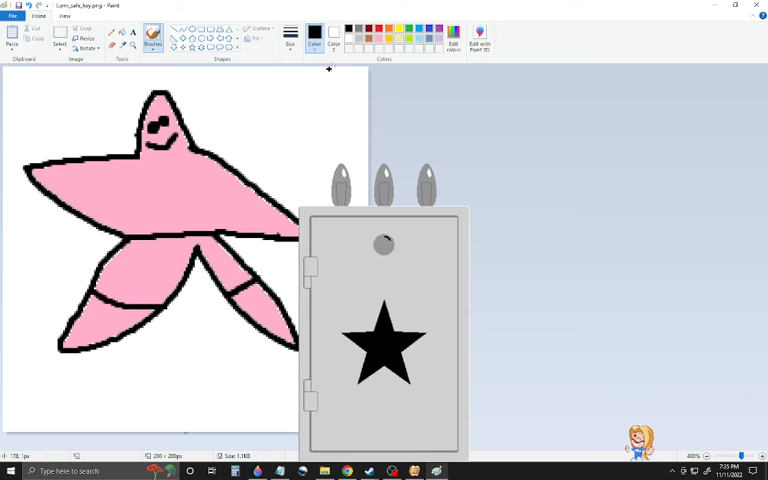 Lumi_safe_key.png - Paint
File Home View
Paste Cut Copy
Select Crop Resize Rotate
Brushes
Outline Fill
Size
Color 1 Color 2
Edit colors
Edit with Paint 3D
Clipboard Image Tools Shapes Colors
178, 1px 200 × 200px Size: 1.1KB 400%
Type here to search
7:35 PM
11/11/2022